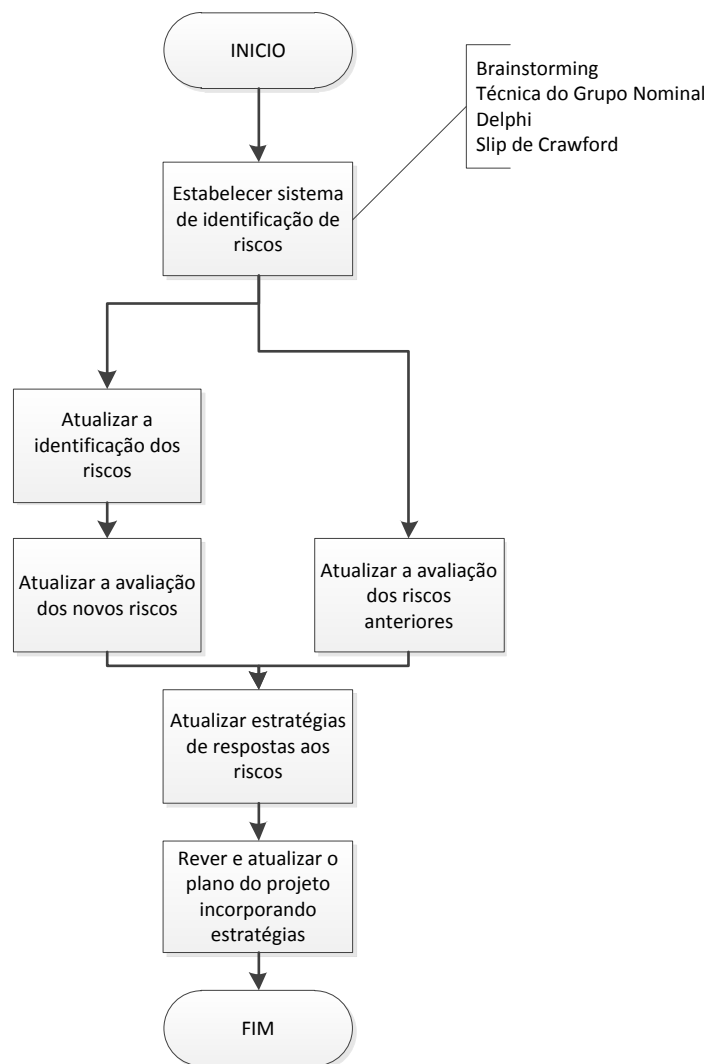 INICIO
Brainstorming
Técnica do Grupo Nominal
Delphi
Slip de Crawford
Estabelecer sistema
de identificação de
riscos
Atualizar a
identificação dos
riscos
Atualizar a avaliação
dos novos riscos
Atualizar a avaliação
dos riscos
anteriores
Atualizar estratégias
de respostas aos
riscos
Rever e atualizar o
plano do projeto
incorporando
estratégias
FIM